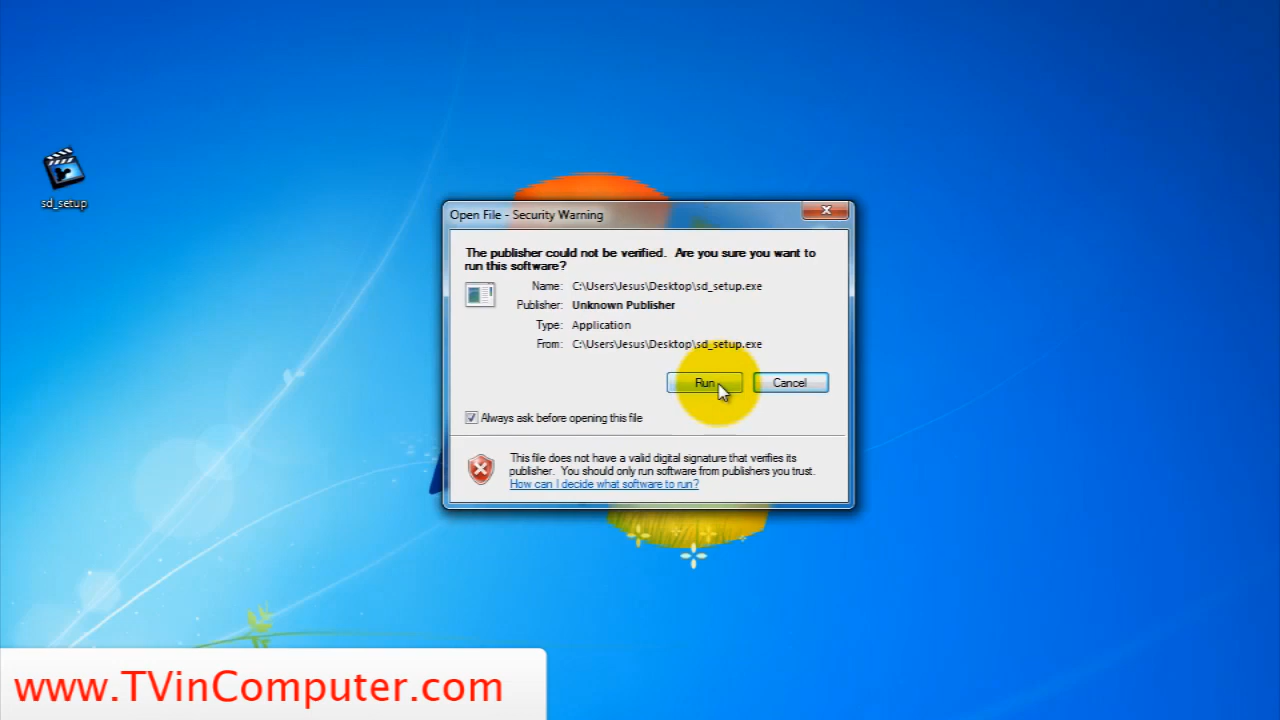 sd_setup
Open File - Security Warning
The publisher could not be verified. Are you sure you want to
run this software?
Name: C:\Users\Jesus\Desktop\sd_setup.exe
Publisher: Unknown Publisher
Type: Application
From: C:\Users\Jesus\Desktop\sd_setup.exe
Run Cancel
Always ask before opening this file
This file does not have a valid digital signature that verifies its
publisher. You should only run software from publishers you trust.
How can I decide what software to run?
www.TVinComputer.com